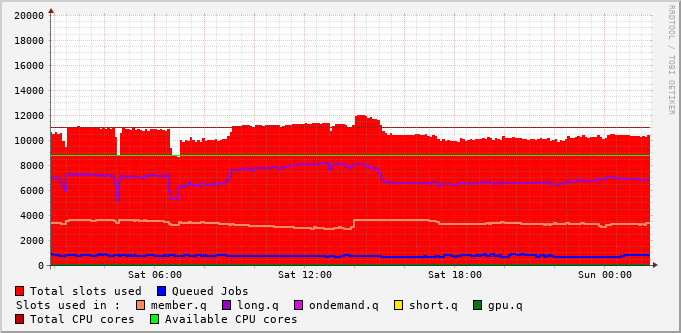 RRDTOOL / TOBI OETIKER
20000
18000
16000
14000
12000
10000
8000
6000
4000
2000
0
Sat 06:00 Sat 12:00 Sat 18:00 Sun 00:00
Total slots used Queued Jobs
Slots used in : member.q long.q ondemand.q short.q gpu.q
Total CPU cores Available CPU cores